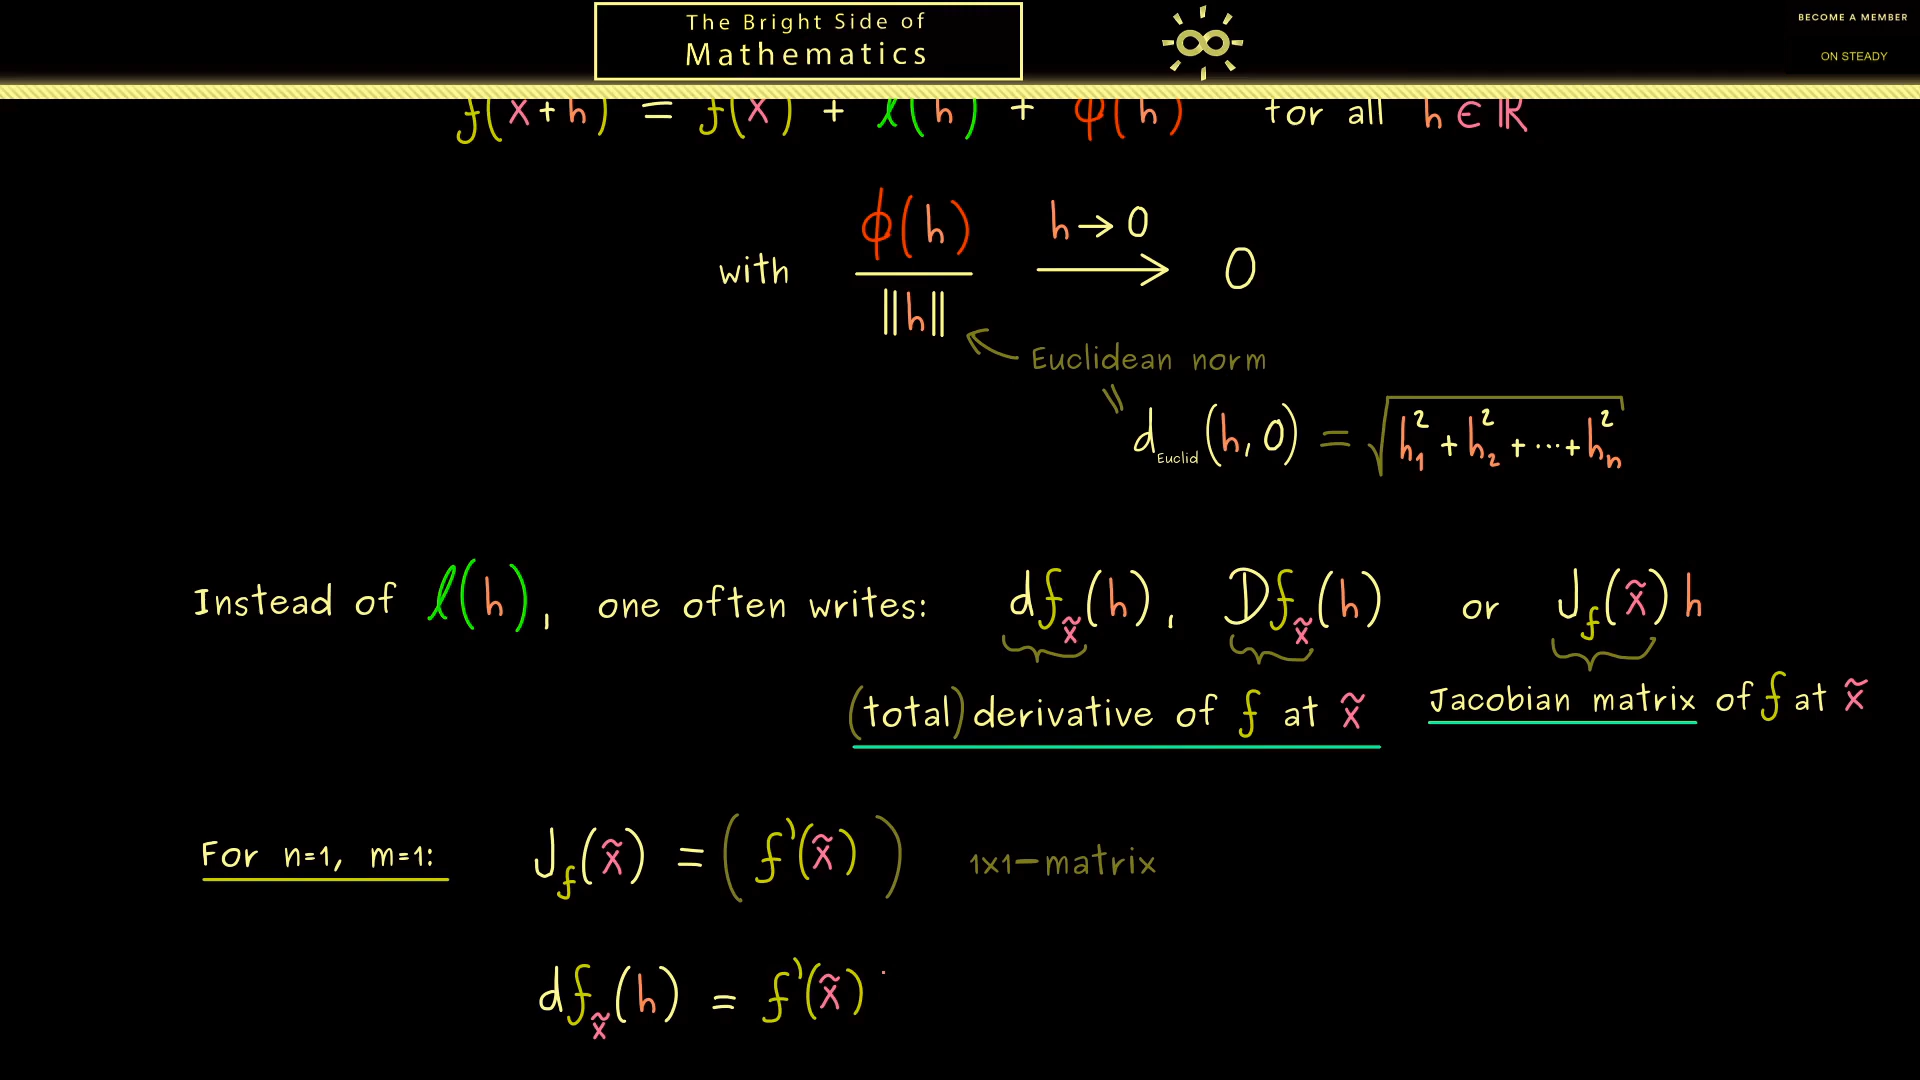 The Bright Side of
Mathematics
BECOME A MEMBER
ON STEADY
f(x̃+h) = f(x̃) + l(h) + ϕ(h) for all h ∈ ℝ
with ϕ(h) / ||h|| h→0 ⟶ 0
Euclidean norm
d_Euclid(h, 0) = √(h₁² + h₂² + ··· + hₙ²)
Instead of l(h), one often writes: df_x̃(h), Df_x̃(h) or J_f(x̃)h
(total) derivative of f at x̃ Jacobian matrix of f at x̃
For n=1, m=1: J_f(x̃) = ( f'(x̃) ) 1x1-matrix
df_x̃(h) = f'(x̃)